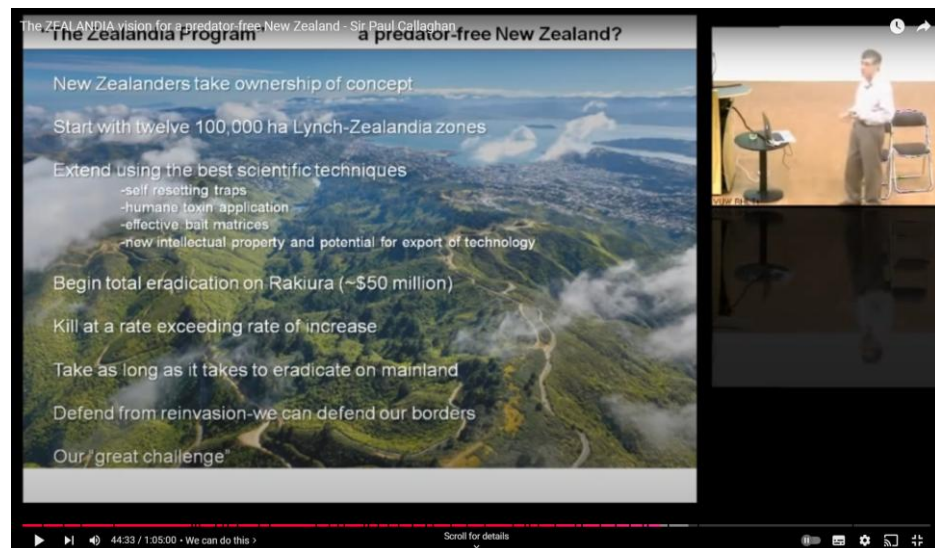 The ZEALANDIA vision for a predator-free New Zealand - Sir Paul Callaghan
"The Zealandia Program a predator-free New Zealand?
New Zealanders take ownership of concept
Start with twelve 100,000 ha Lynch-Zealandia zones
Extend using the best scientific techniques
-self resetting traps
-humane toxin application
-effective bait matrices
-new intellectual property and potential for export of technology
Begin total eradication on Rakiura (~$50 million)
Kill at a rate exceeding rate of increase
Take as long as it takes to eradicate on mainland
Defend from reinvasion-we can defend our borders
Our "great challenge"
44:33 / 1:05:00 • We can do this ›
Scroll for details